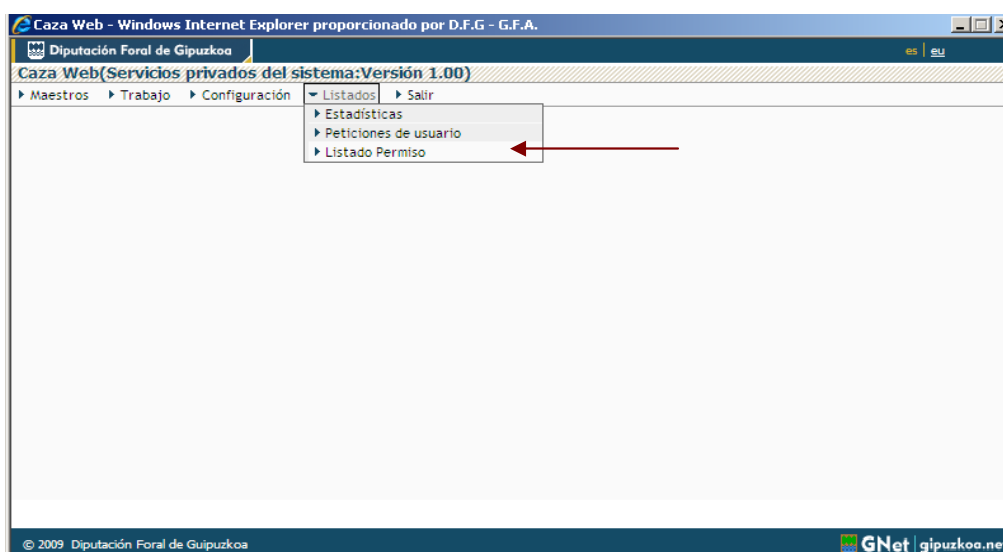 Caza Web - Windows Internet Explorer proporcionado por D.F.G - G.F.A.
Diputación Foral de Gipuzkoa es | eu
Caza Web(Servicios privados del sistema:Versión 1.00)
Maestros Trabajo Configuración Listados Salir
Estadísticas
Peticiones de usuario
Listado Permiso
© 2009 Diputación Foral de Guipuzkoa GNet | gipuzkoa.ne